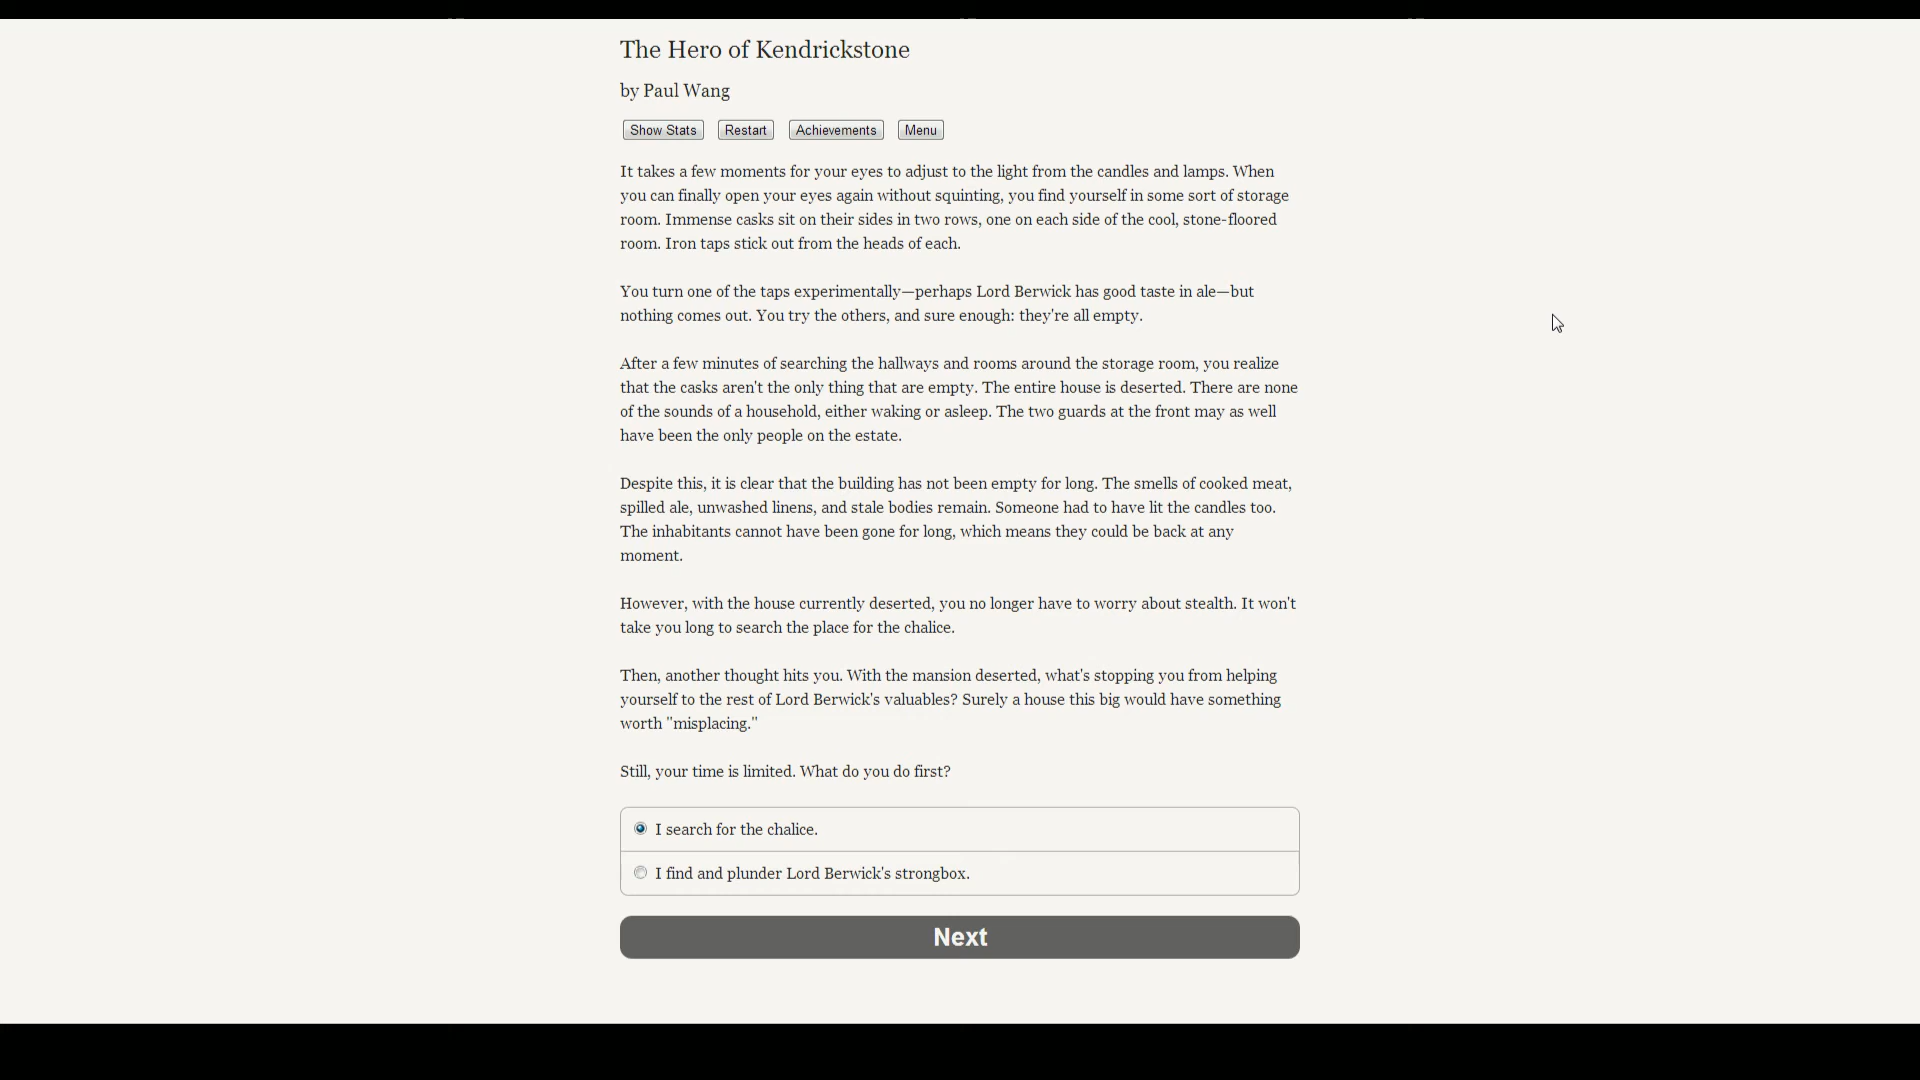 The Hero of Kendrickstone
by Paul Wang
Show Stats Restart Achievements Menu
It takes a few moments for your eyes to adjust to the light from the candles and lamps. When
you can finally open your eyes again without squinting, you find yourself in some sort of storage
room. Immense casks sit on their sides in two rows, one on each side of the cool, stone-floored
room. Iron taps stick out from the heads of each.
You turn one of the taps experimentally—perhaps Lord Berwick has good taste in ale—but
nothing comes out. You try the others, and sure enough: they're all empty.
After a few minutes of searching the hallways and rooms around the storage room, you realize
that the casks aren't the only thing that are empty. The entire house is deserted. There are none
of the sounds of a household, either waking or asleep. The two guards at the front may as well
have been the only people on the estate.
Despite this, it is clear that the building has not been empty for long. The smells of cooked meat,
spilled ale, unwashed linens, and stale bodies remain. Someone had to have lit the candles too.
The inhabitants cannot have been gone for long, which means they could be back at any
moment.
However, with the house currently deserted, you no longer have to worry about stealth. It won't
take you long to search the place for the chalice.
Then, another thought hits you. With the mansion deserted, what's stopping you from helping
yourself to the rest of Lord Berwick's valuables? Surely a house this big would have something
worth "misplacing."
Still, your time is limited. What do you do first?
I search for the chalice.
I find and plunder Lord Berwick's strongbox.
Next